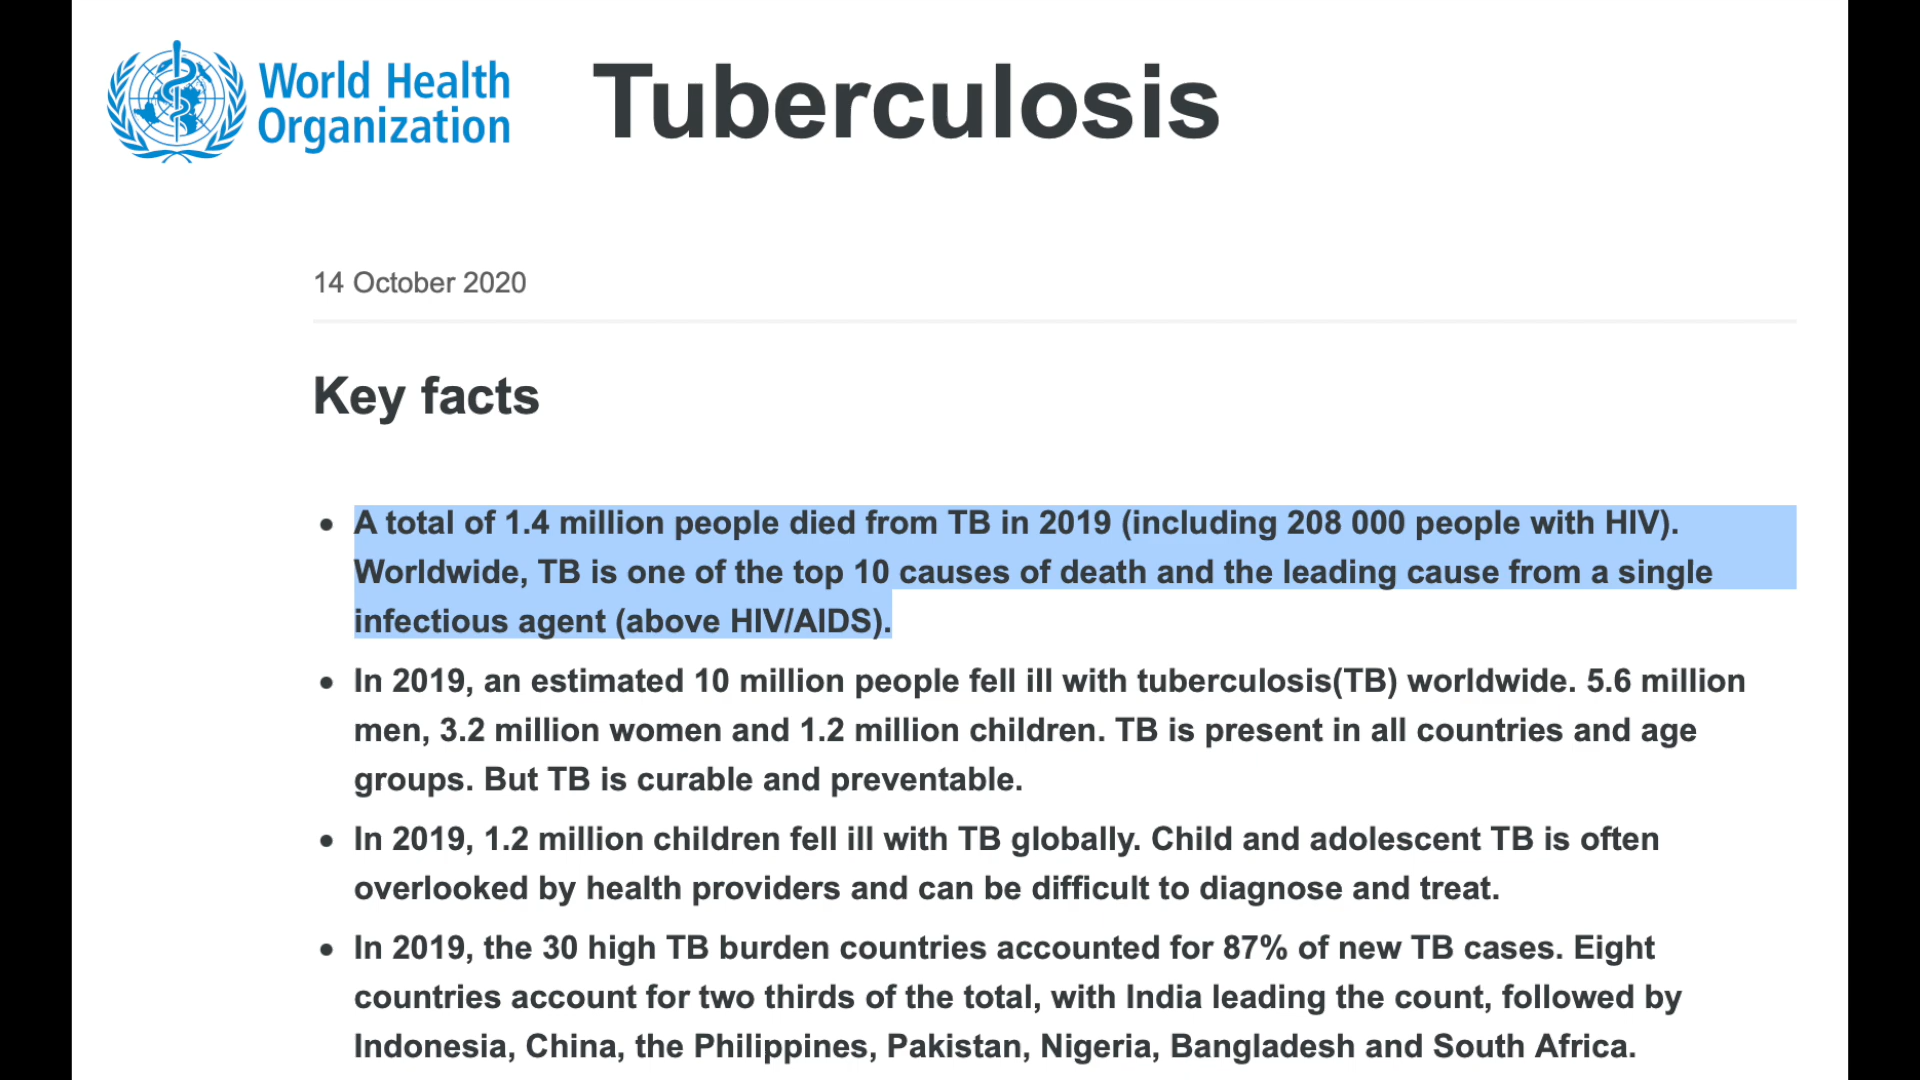 World Health
Organization
Tuberculosis
14 October 2020
Key facts
• A total of 1.4 million people died from TB in 2019 (including 208 000 people with HIV).
Worldwide, TB is one of the top 10 causes of death and the leading cause from a single
infectious agent (above HIV/AIDS).
• In 2019, an estimated 10 million people fell ill with tuberculosis(TB) worldwide. 5.6 million
men, 3.2 million women and 1.2 million children. TB is present in all countries and age
groups. But TB is curable and preventable.
• In 2019, 1.2 million children fell ill with TB globally. Child and adolescent TB is often
overlooked by health providers and can be difficult to diagnose and treat.
• In 2019, the 30 high TB burden countries accounted for 87% of new TB cases. Eight
countries account for two thirds of the total, with India leading the count, followed by
Indonesia, China, the Philippines, Pakistan, Nigeria, Bangladesh and South Africa.